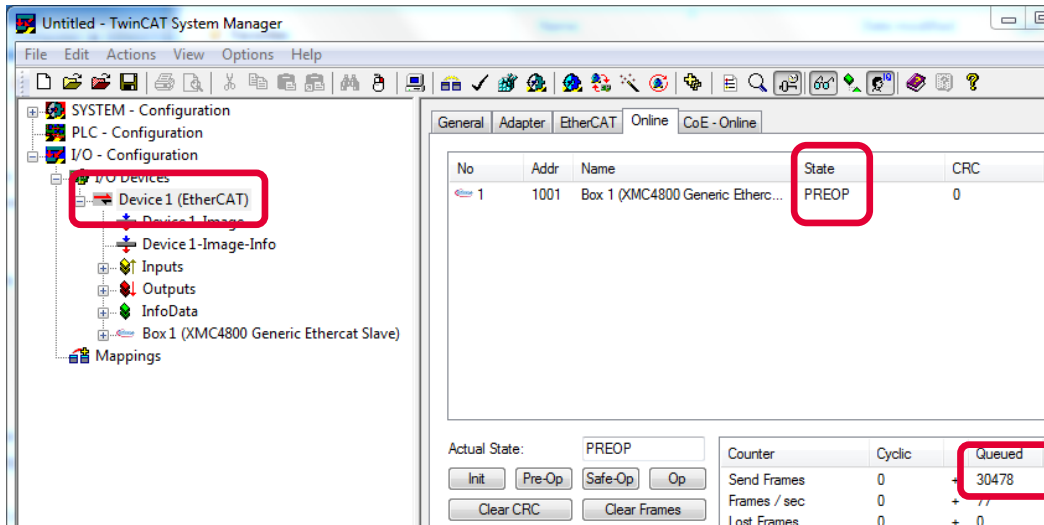 Untitled - TwinCAT System Manager
File Edit Actions View Options Help
SYSTEM - Configuration
PLC - Configuration
I/O - Configuration
I/O Devices
Device 1 (EtherCAT)
Device 1-Image
Device 1-Image-Info
Inputs
Outputs
InfoData
Box 1 (XMC4800 Generic Ethercat Slave)
Mappings
General Adapter EtherCAT Online CoE - Online
No Addr Name State CRC
1 1001 Box 1 (XMC4800 Generic Etherc... PREOP 0
Actual State: PREOP
Init Pre-Op Safe-Op Op
Clear CRC Clear Frames
Counter Cyclic Queued
Send Frames 0 + 30478
Frames / sec 0 + 77
Lost Frames 0 + 0